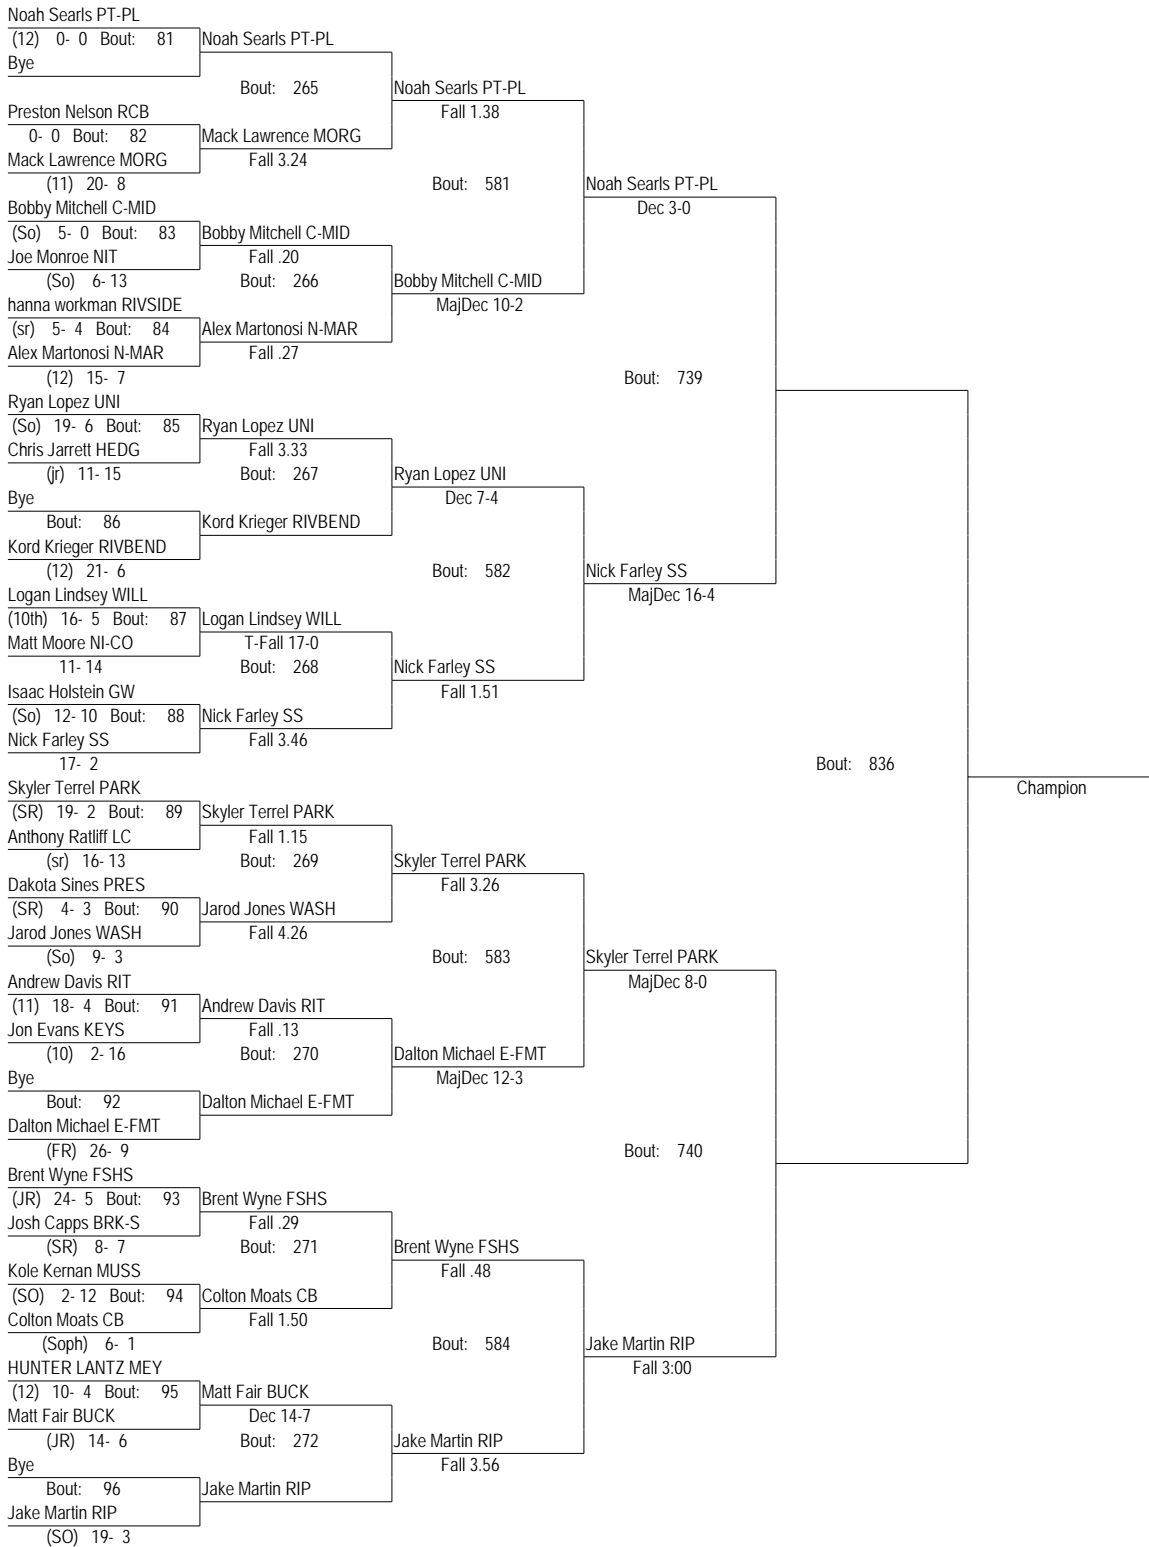 Noah Searls PT-PL
(12) 0- 0 Bout: 81 Noah Searls PT-PL
Bye
Bout: 265 Noah Searls PT-PL
Preston Nelson RCB Fall 1.38
0- 0 Bout: 82 Mack Lawrence MORG
Mack Lawrence MORG Fall 3.24
(11) 20- 8 Bout: 581 Noah Searls PT-PL
Bobby Mitchell C-MID Dec 3-0
(So) 5- 0 Bout: 83 Bobby Mitchell C-MID
Joe Monroe NIT Fall .20
(So) 6- 13 Bout: 266 Bobby Mitchell C-MID
hanna workman RIVSIDE MajDec 10-2
(sr) 5- 4 Bout: 84 Alex Martonosi N-MAR
Alex Martonosi N-MAR Fall .27
(12) 15- 7 Bout: 739
Ryan Lopez UNI
(So) 19- 6 Bout: 85 Ryan Lopez UNI
Chris Jarrett HEDG Fall 3.33
(jr) 11- 15 Bout: 267 Ryan Lopez UNI
Bye Dec 7-4
Bout: 86 Kord Krieger RIVBEND
Kord Krieger RIVBEND
(12) 21- 6 Bout: 582 Nick Farley SS
Logan Lindsey WILL MajDec 16-4
(10th) 16- 5 Bout: 87 Logan Lindsey WILL
Matt Moore NI-CO T-Fall 17-0
11- 14 Bout: 268 Nick Farley SS
Isaac Holstein GW Fall 1.51
(So) 12- 10 Bout: 88 Nick Farley SS
Nick Farley SS Fall 3.46
17- 2 Bout: 836
Skyler Terrel PARK Champion
(SR) 19- 2 Bout: 89 Skyler Terrel PARK
Anthony Ratliff LC Fall 1.15
(sr) 16- 13 Bout: 269 Skyler Terrel PARK
Dakota Sines PRES Fall 3.26
(SR) 4- 3 Bout: 90 Jarod Jones WASH
Jarod Jones WASH Fall 4.26
(So) 9- 3 Bout: 583 Skyler Terrel PARK
Andrew Davis RIT MajDec 8-0
(11) 18- 4 Bout: 91 Andrew Davis RIT
Jon Evans KEYS Fall .13
(10) 2- 16 Bout: 270 Dalton Michael E-FMT
Bye MajDec 12-3
Bout: 92 Dalton Michael E-FMT
Dalton Michael E-FMT
(FR) 26- 9 Bout: 740
Brent Wyne FSHS
(JR) 24- 5 Bout: 93 Brent Wyne FSHS
Josh Capps BRK-S Fall .29
(SR) 8- 7 Bout: 271 Brent Wyne FSHS
Kole Kernan MUSS Fall .48
(SO) 2- 12 Bout: 94 Colton Moats CB
Colton Moats CB Fall 1.50
(Soph) 6- 1 Bout: 584 Jake Martin RIP
HUNTER LANTZ MEY Fall 3:00
(12) 10- 4 Bout: 95 Matt Fair BUCK
Matt Fair BUCK Dec 14-7
(JR) 14- 6 Bout: 272 Jake Martin RIP
Bye Fall 3.56
Bout: 96 Jake Martin RIP
Jake Martin RIP
(SO) 19- 3